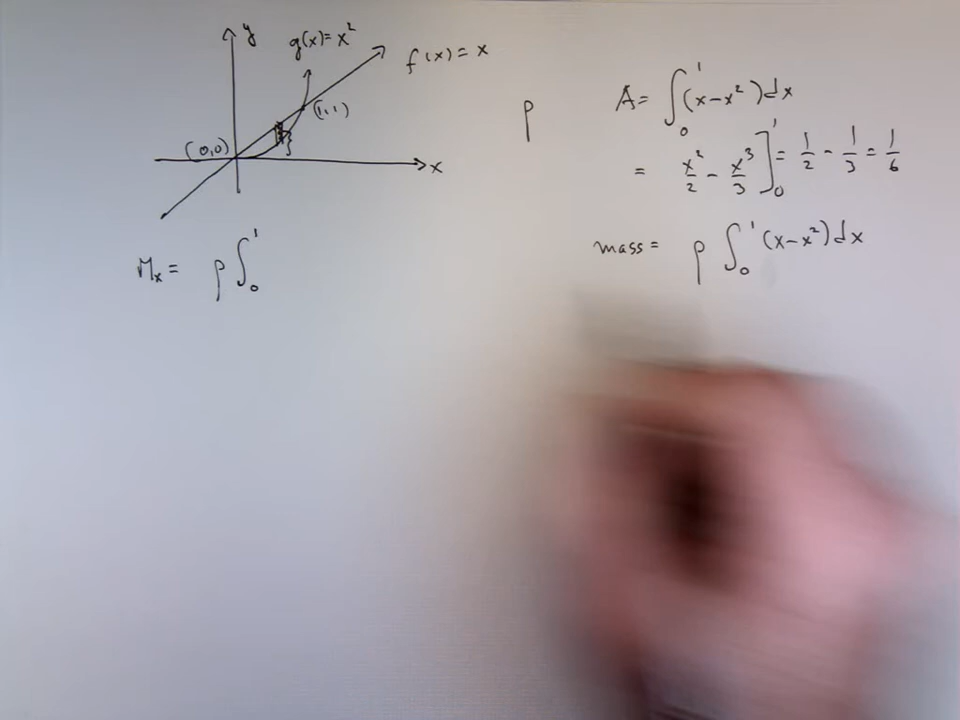 y
g(x)=x²
f(x)=x
(1,1)
(0,0)
x
ρ
A= ∫₀¹ (x-x²)dx
= x²/2 - x³/3 ]₀¹ = 1/2 - 1/3 = 1/6
mass= ρ ∫₀¹ (x-x²)dx
Mₓ= ρ ∫₀¹